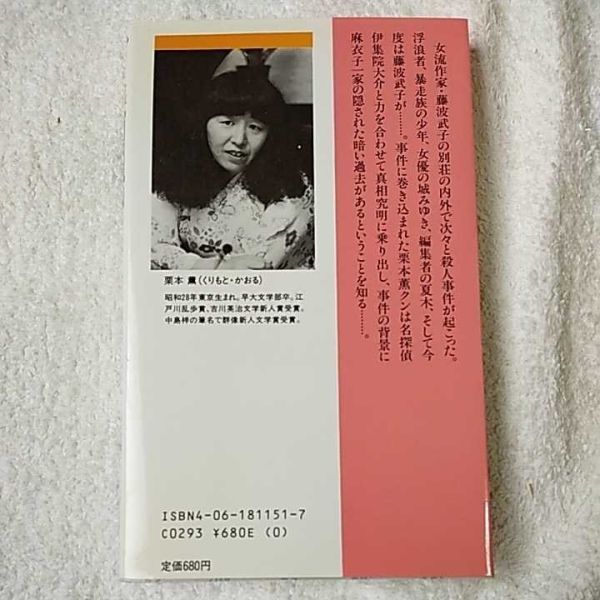 女流作家・藤波武子の別荘の内外で次々と殺人事件が起こった。
浮浪者、暴走族の少年、女優の城みゆき、編集者の夏木、そして今
度は藤波武子が………。事件に巻き込まれた栗本薫クンは名探偵
伊集院大介と力を合わせて真相究明に乗り出し、事件の背景に
麻衣子一家の隠された暗い過去があるということを知る………。
栗本 薫(くりもと・かおる)
昭和28年東京生まれ。早大文学部卒。江
戸川乱歩賞、吉川英治文学新人賞受賞。
中島梓の筆名で群像新人文学賞受賞。
ISBN4-06-181151-7
C0293 ¥680E (0)
定価680円